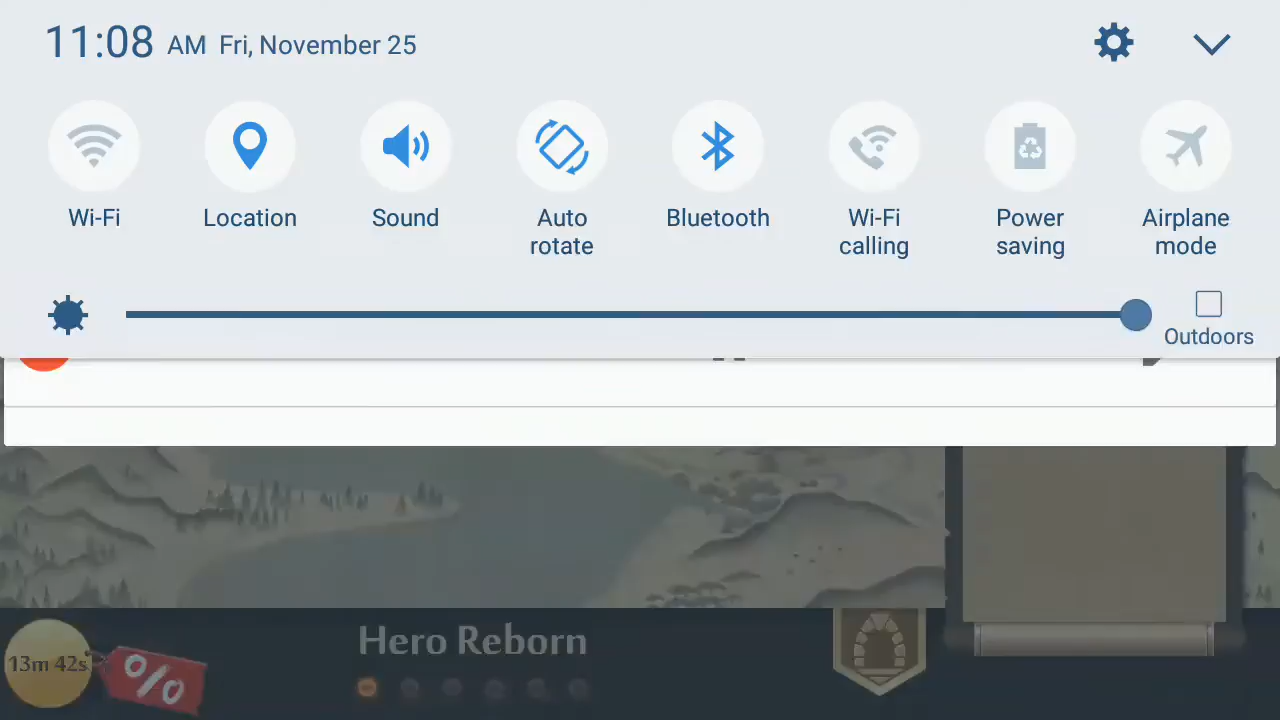 11:08 AM Fri, November 25
Wi-Fi
Location
Sound
Auto
rotate
Bluetooth
Wi-Fi
calling
Power
saving
Airplane
mode
Outdoors
Hero Reborn
13m 42s
%